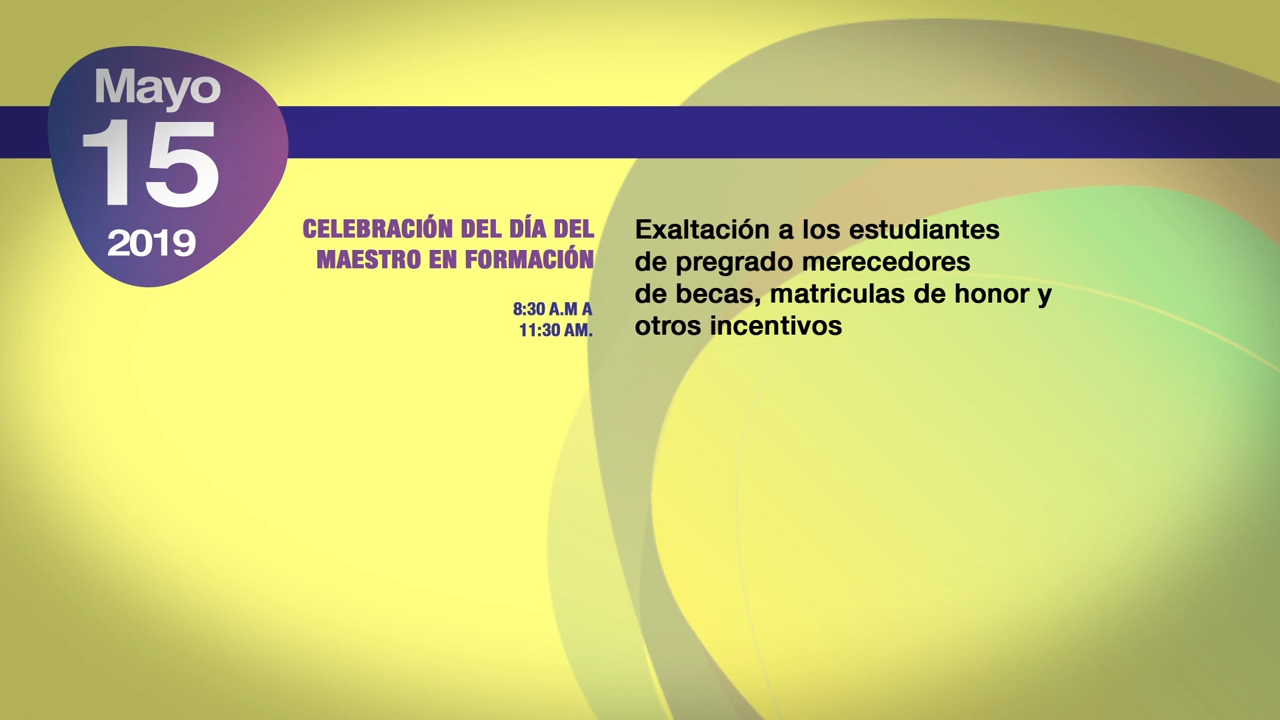 Mayo
15
2019
CELEBRACIÓN DEL DÍA DEL
MAESTRO EN FORMACIÓN
8:30 A.M A
11:30 AM.
Exaltación a los estudiantes
de pregrado merecedores
de becas, matriculas de honor y
otros incentivos